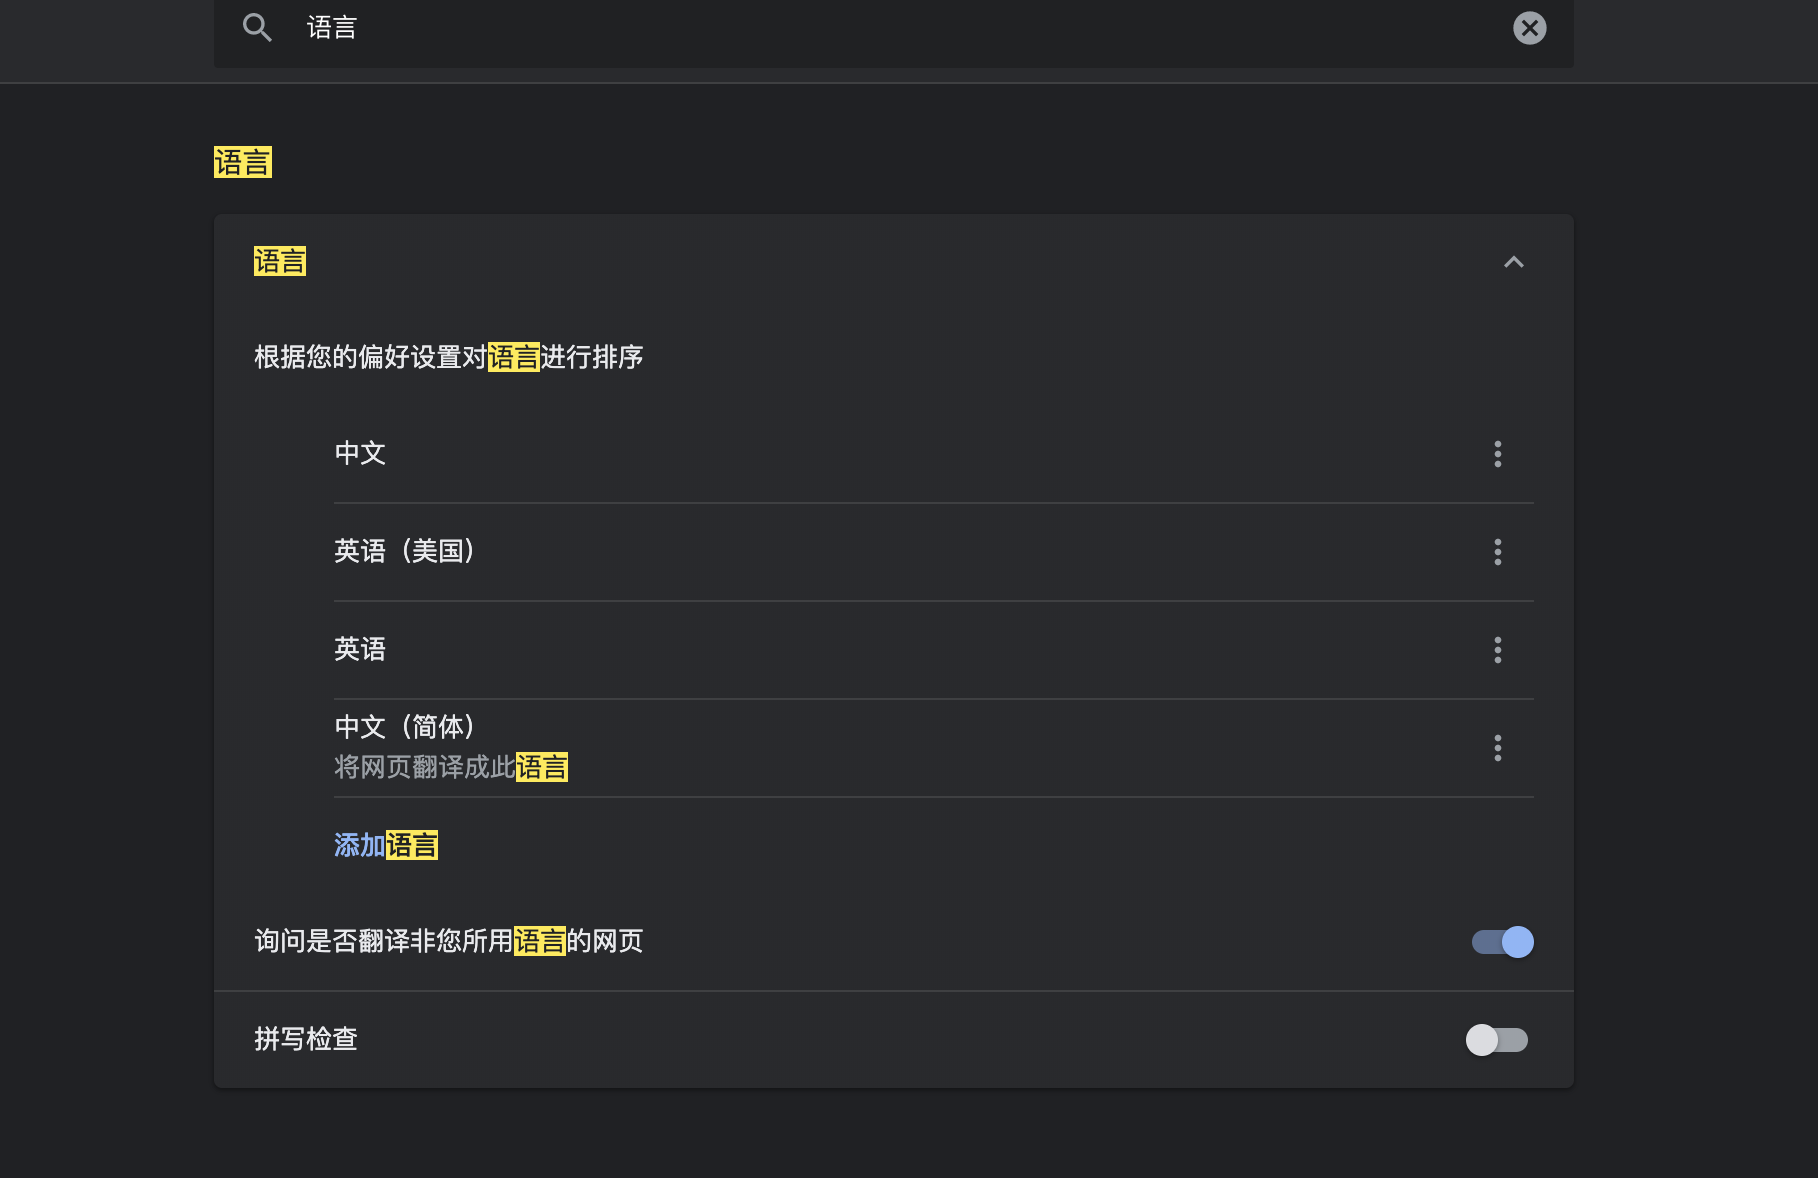 语言
语言
语言
根据您的偏好设置对语言进行排序
中文
英语（美国）
英语
中文（简体）
将网页翻译成此语言
添加语言
询问是否翻译非您所用语言的网页
拼写检查